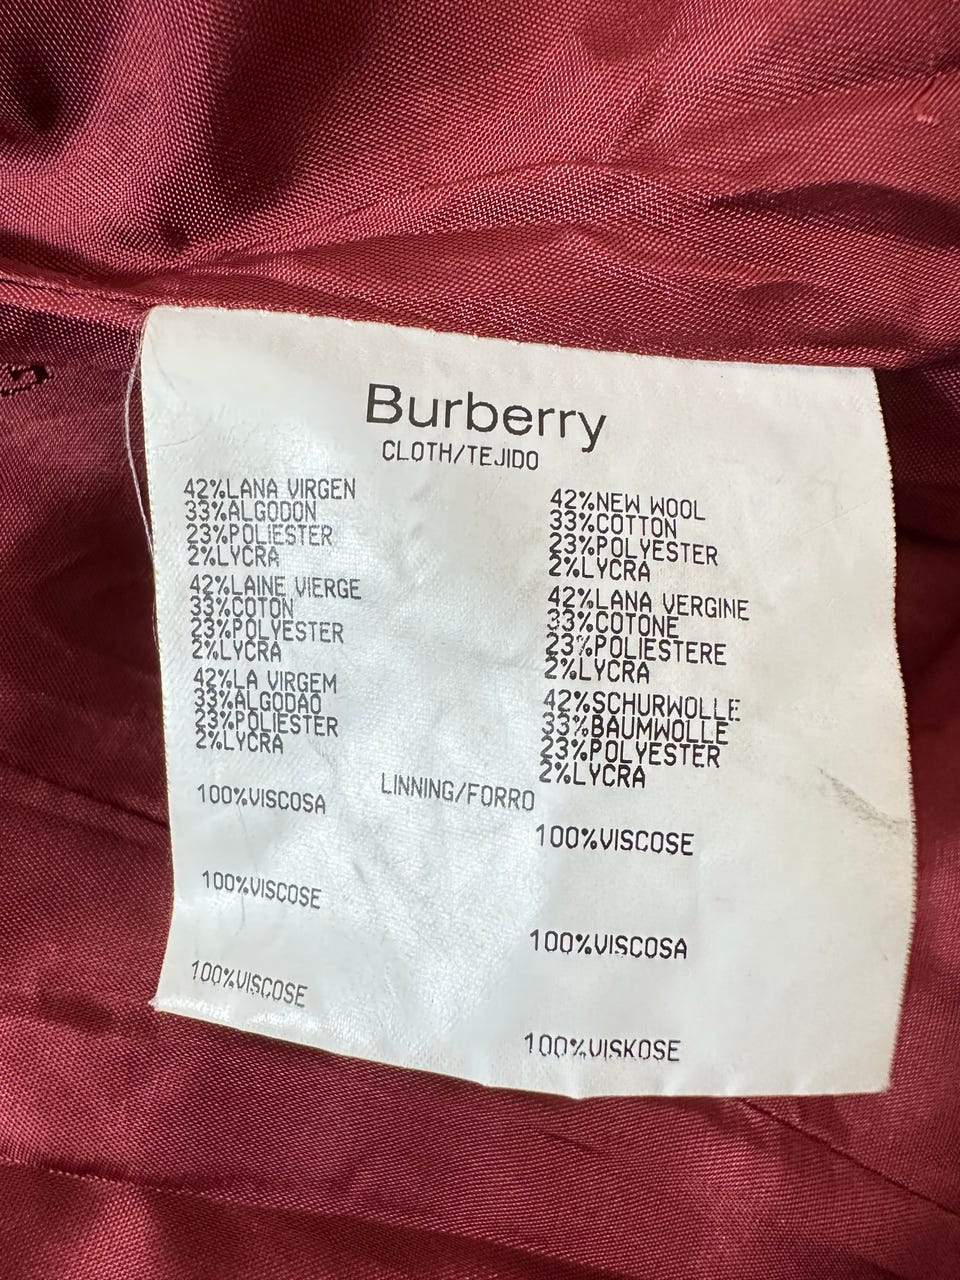 Burberry
CLOTH/TEJIDO
42%LANA VIRGEN
33%ALGODON
23%POLIESTER
2%LYCRA
42%NEW WOOL
33%COTTON
23%POLYESTER
2%LYCRA
42%LAINE VIERGE
33%COTON
23%POLYESTER
2%LYCRA
42%LANA VERGINE
33%COTONE
23%POLIESTERE
2%LYCRA
42%LA VIRGEM
33%ALGODAO
23%POLIESTER
2%LYCRA
42%SCHURWOLLE
33%BAUMWOLLE
23%POLYESTER
2%LYCRA
LINNING/FORRO
100%VISCOSA
100%VISCOSE
100%VISCOSE
100%VISCOSA
100%VISCOSE
100%VISKOSE